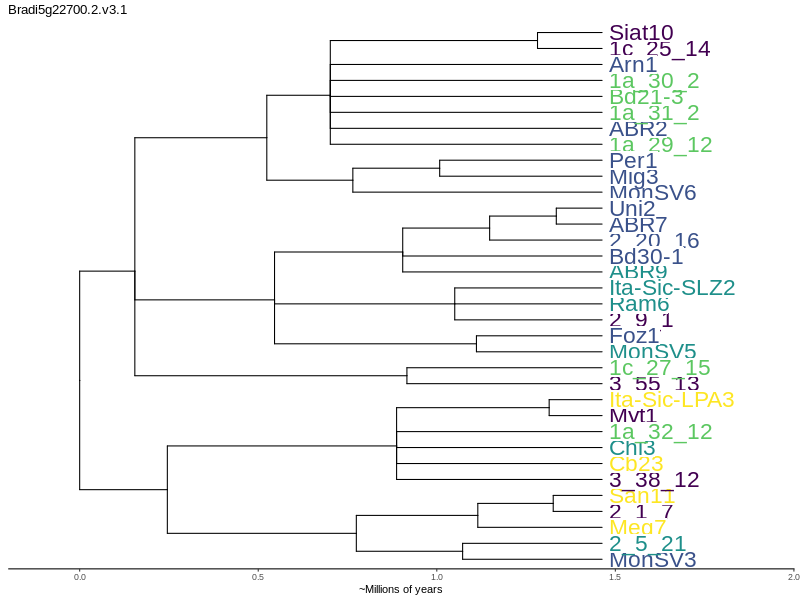 Bradi5g22700.2.v3.1
Siat10
1c_25_14
Arn1
1a_30_2
Bd21-3
1a_31_2
ABR2
1a_29_12
Per1
Mig3
MonSV6
Uni2
ABR7
2_20_16
Bd30-1
ABR9
Ita-Sic-SLZ2
Ram6
2_9_1
Foz1
MonSV5
1c_27_15
3_55_13
Ita-Sic-LPA3
Mvt1
1a_32_12
Chi3
Cb23
3_38_12
San11
2_1_7
Meg7
2_5_21
MonSV3
0.0 0.5 1.0 1.5 2.0
~Millions of years